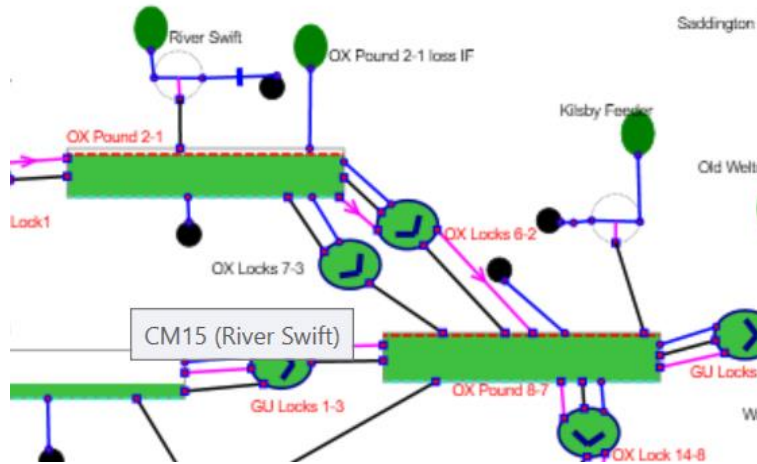 Saddington
River Swift
OX Pound 2-1 loss IF
Kilsby Feeder
OX Pound 2-1
Old Welt
Lock1
OX Locks 6-2
OX Locks 7-3
CM15 (River Swift)
GU Locks
OX Pound 8-7
GU Locks 1-3
W
OX Lock 14-8